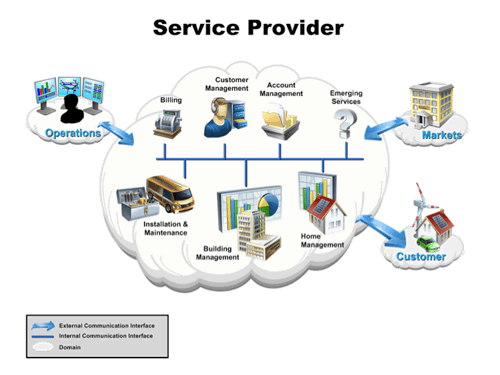 Service Provider
Customer
Management
Account
Management
Emerging
Services
Billing
Operations
Markets
Installation &
Maintenance
Building
Management
Home
Management
Customer
External Communication Interface
Internal Communication Interface
Domain